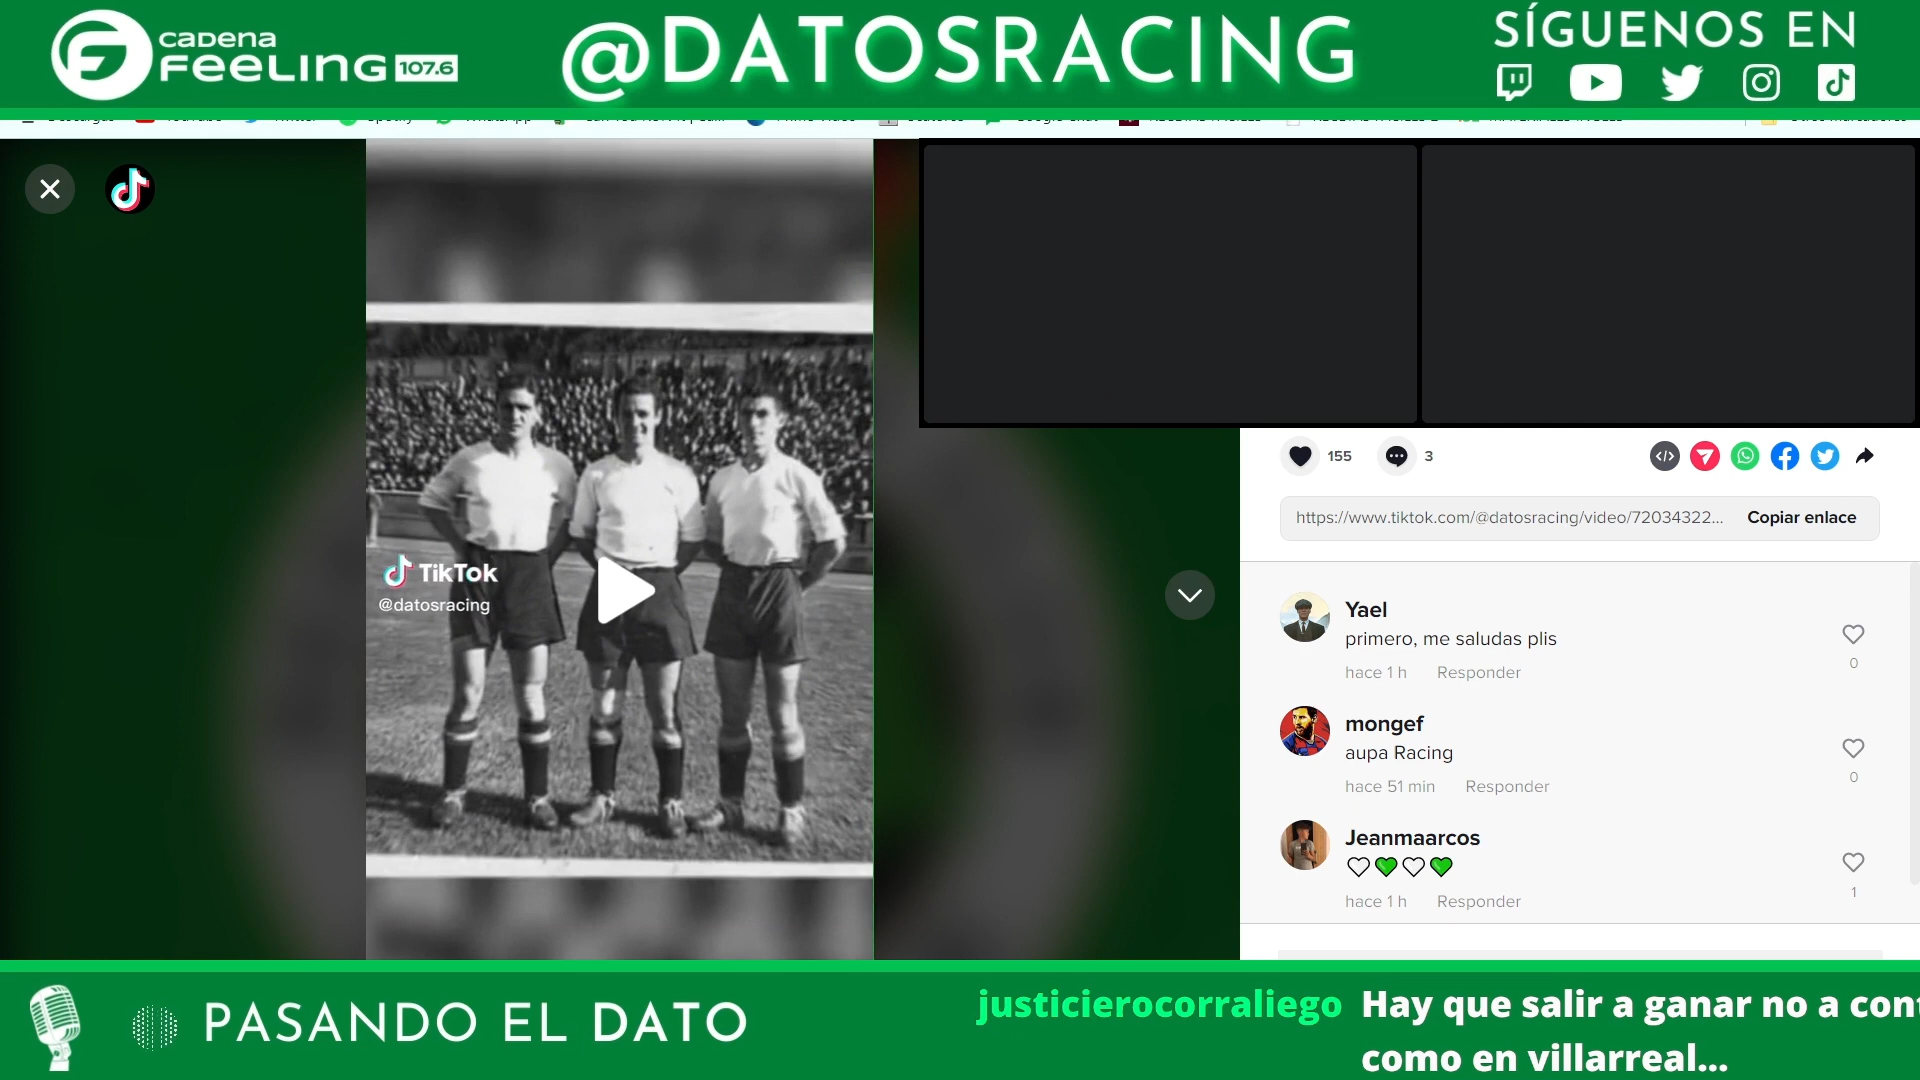 CADENA
FEELING 107.6
@DATOSRACING
SÍGUENOS EN
TikTok
@datosracing
155
3
https://www.tiktok.com/@datosracing/video/72034322...
Copiar enlace
Yael
primero, me saludas plis
hace 1 h Responder
0
mongef
aupa Racing
hace 51 min Responder
0
Jeanmaarcos
🤍💚🤍💚
hace 1 h Responder
1
PASANDO EL DATO
justicierocorraliego Hay que salir a ganar no a con
como en villarreal...